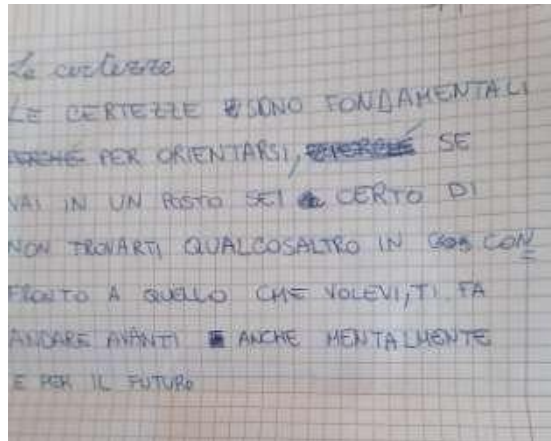 Le certezze
LE CERTEZZE SONO FONDAMENTALI
PER ORIENTARSI, SE
VAI IN UN POSTO SEI CERTO DI
NON TROVARTI QUALCOSALTRO IN CON
FRONTO A QUELLO CHE VOLEVI, TI FA
ANDARE AVANTI ANCHE MENTALMENTE
E PER IL FUTURO